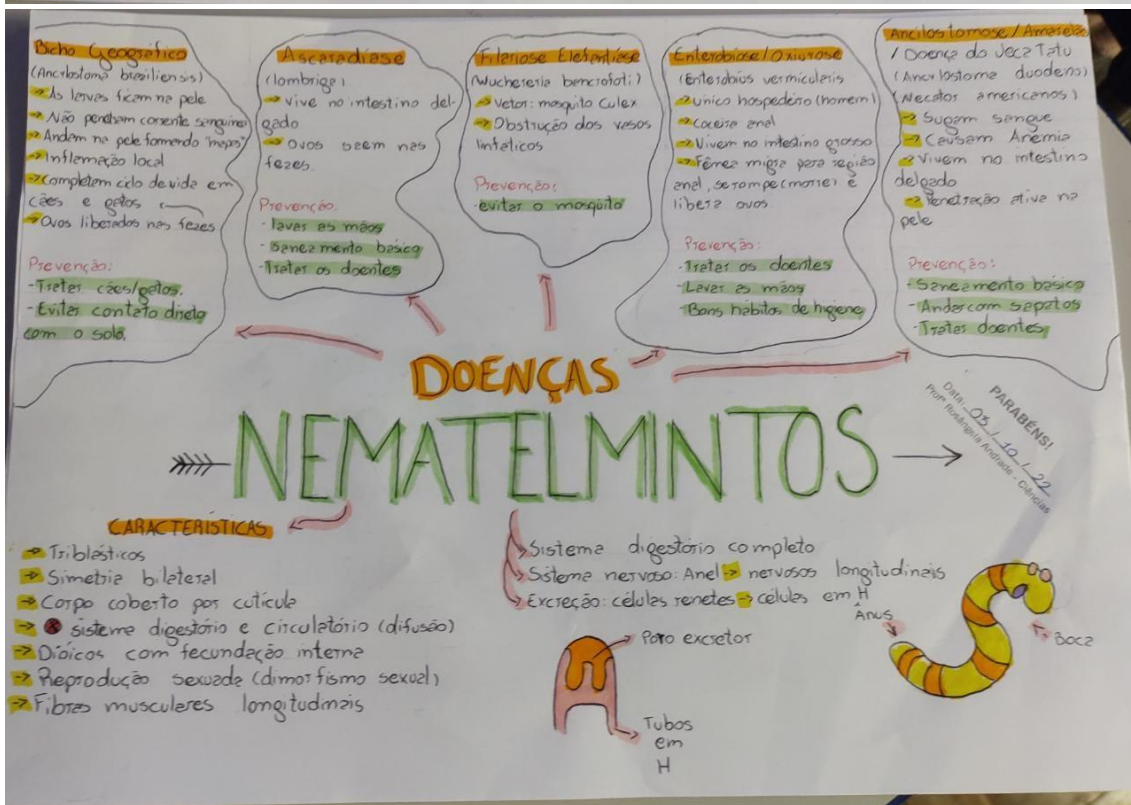 Bicho Geográfico
(Ancylostoma brasiliensis)
→ As larvas ficam na pele
→ Não penetram corrente sanguínea
→ Andam na pele formando "mapas"
→ Inflamação local
→ Completam ciclo de vida em
cães e gatos
→ Ovos liberados nas fezes
Prevenção:
- Tratar cães/gatos.
- Evitar contato direto
com o solo.
Ascaradíase
(lombriga)
→ Vive no intestino del-
gado
→ Ovos saem nas
fezes.
Prevenção.
- lavar as mãos
- Saneamento básico
- Tratar os doentes
Filariose Elefantíase
(Wuchereria bancrofoti)
→ Vetor: mosquito Culex
→ Obstrução dos vasos
linfáticos
Prevenção:
- evitar o mosquito
Enterobiose/Oxiurose
(Enterobius vermicularis
→ Único hospedeiro (homem)
→ Coceira anal
→ Vivem no intestino grosso
→ Fêmea migra para região
anal, se rompe (morre) e
libera ovos.
Prevenção:
- Tratar os doentes
- Lavar as mãos
- Bons hábitos de higiene
Ancilostomose/Amarelão
/ Doença do Jeca Tatu
(Ancylostoma duodens)
(Necator americanos)
→ Sugam sangue
→ Causam Anemia
→ Vivem no intestino
delgado
→ Penetração ativa na
pele
Prevenção:
- Saneamento básico
- Andar com sapatos
- Tratar doentes
DOENÇAS
NEMATELMINTOS
PARABÉNS!
Data: 03/10/22
Profª Rosângela Andrade - Ciências
CARACTERÍSTICAS
→ Triblásticos
→ Simetria bilateral
→ Corpo coberto por cutícula
→ sistema digestório e circulatório (difusão)
→ Dióicos com fecundação interna
→ Reprodução sexuada (dimorfismo sexual)
→ Fibras musculares longitudinais
Sistema digestório completo
Sistema nervoso: Anel → nervosos longitudinais
Excreção: células renetes → células em H
Poro excretor
Tubos
em
H
Ânus
Boca